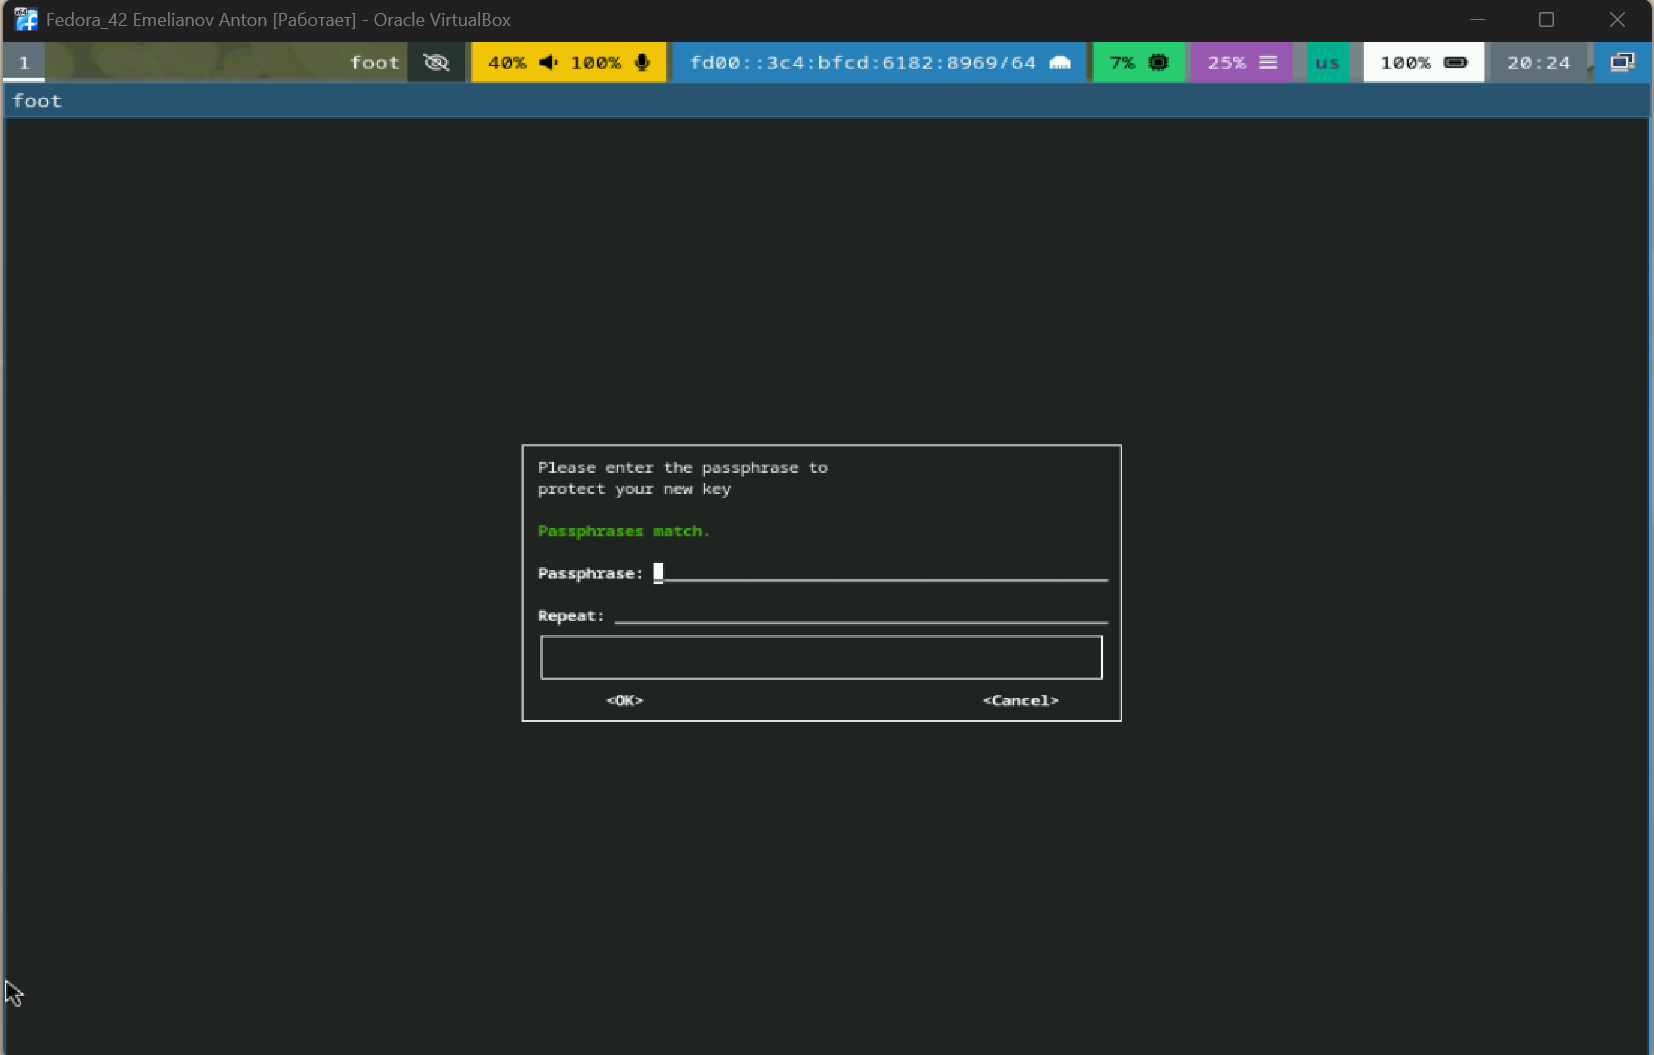 Fedora_42 Emelianov Anton [Работает] - Oracle VirtualBox
1 foot 40% 100% fd00::3c4:bfcd:6182:8969/64 7% 25% us 100% 20:24
foot
Please enter the passphrase to
protect your new key
Passphrases match.
Passphrase:
Repeat:
<OK> <Cancel>